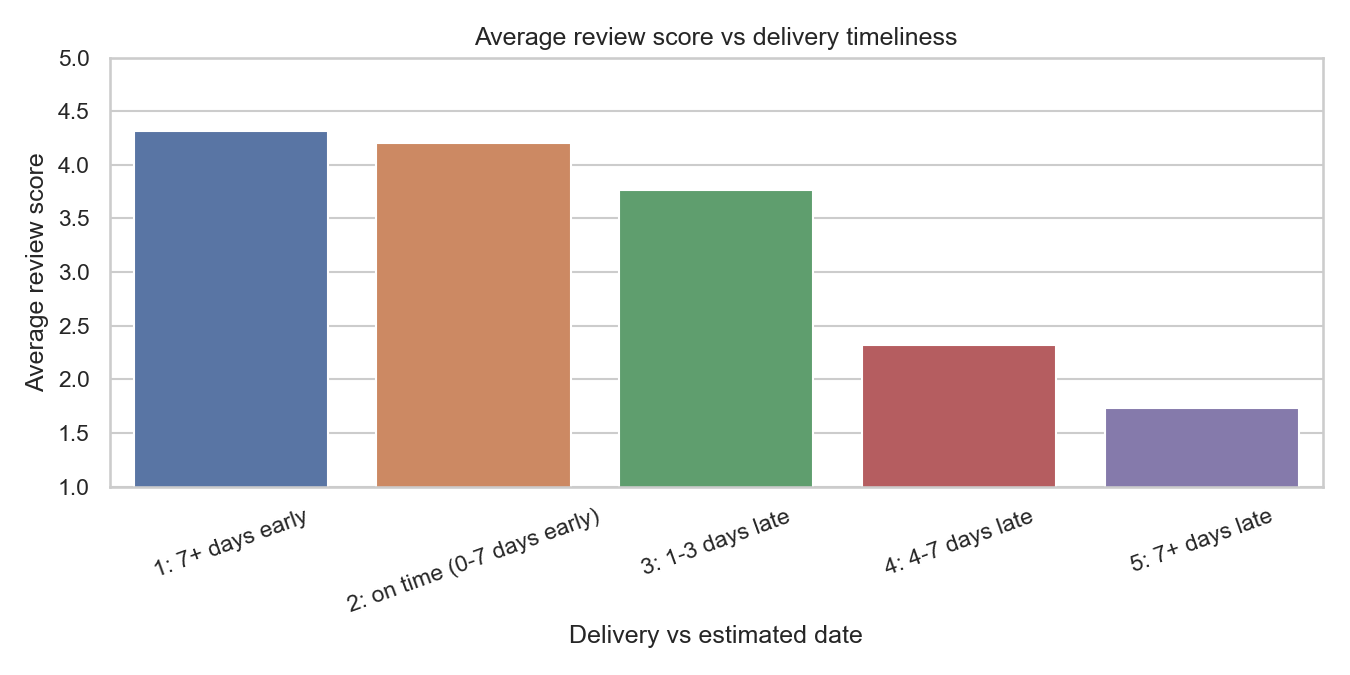 Average review score vs delivery timeliness
Average review score
5.0
4.5
4.0
3.5
3.0
2.5
2.0
1.5
1.0
1: 7+ days early
2: on time (0-7 days early)
3: 1-3 days late
4: 4-7 days late
5: 7+ days late
Delivery vs estimated date